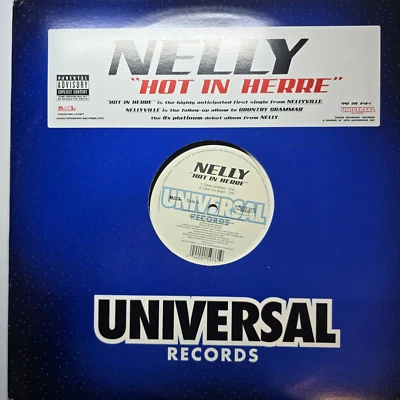 NELLY
"HOT IN HERRE"
PARENTAL
ADVISORY
EXPLICIT CONTENT
"HOT IN HERRE" is the highly anticipated first single from NELLYVILLE
NELLYVILLE is the follow-up album to COUNTRY GRAMMAR
the 8x platinum debut album from NELLY
UNIVERSAL
NELLY
"HOT IN HERRE"
UNIVERSAL
RECORDS
UNIVERSAL
RECORDS